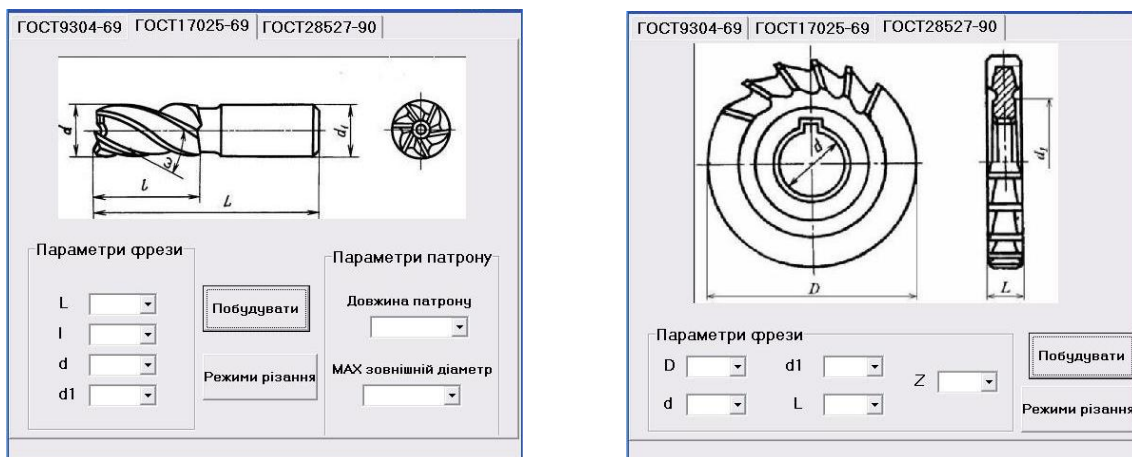 ГОСТ9304-69 ГОСТ17025-69 ГОСТ28527-90
d
ω
d₁
l
L
Параметри фрези
L
l
d
d1
Побудувати
Режими різання
Параметри патрону
Довжина патрону
МАХ зовнішній діаметр
ГОСТ9304-69 ГОСТ17025-69 ГОСТ28527-90
d
d₁
D
L
Параметри фрези
D d1
Z
d L
Побудувати
Режими різання